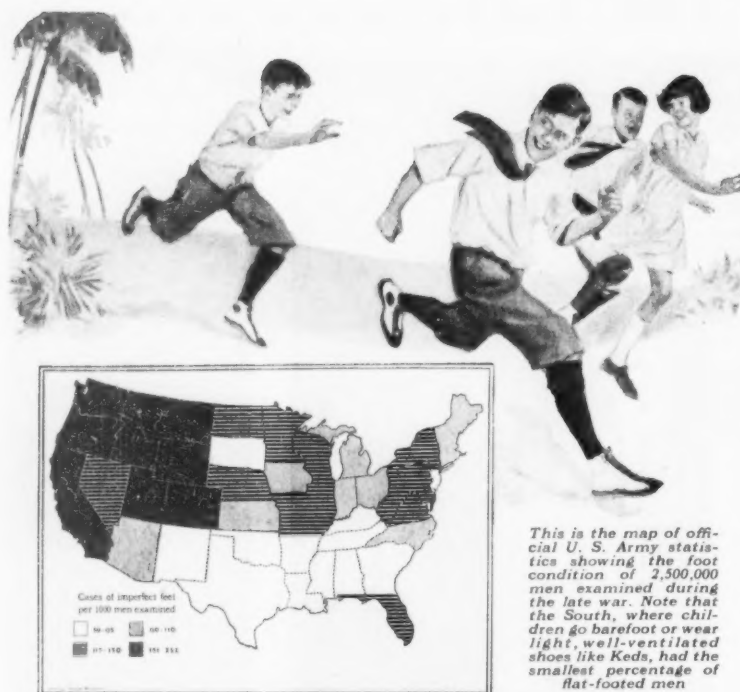 Cases of imperfect feet
per 1000 men examined
This is the map of offi-
cial U. S. Army statis-
tics showing the foot
condition of 2,500,000
men examined during
the late war. Note that
the South, where chil-
dren go barefoot or wear
light, well-ventilated
shoes like Keds, had the
smallest percentage of
flat-footed men